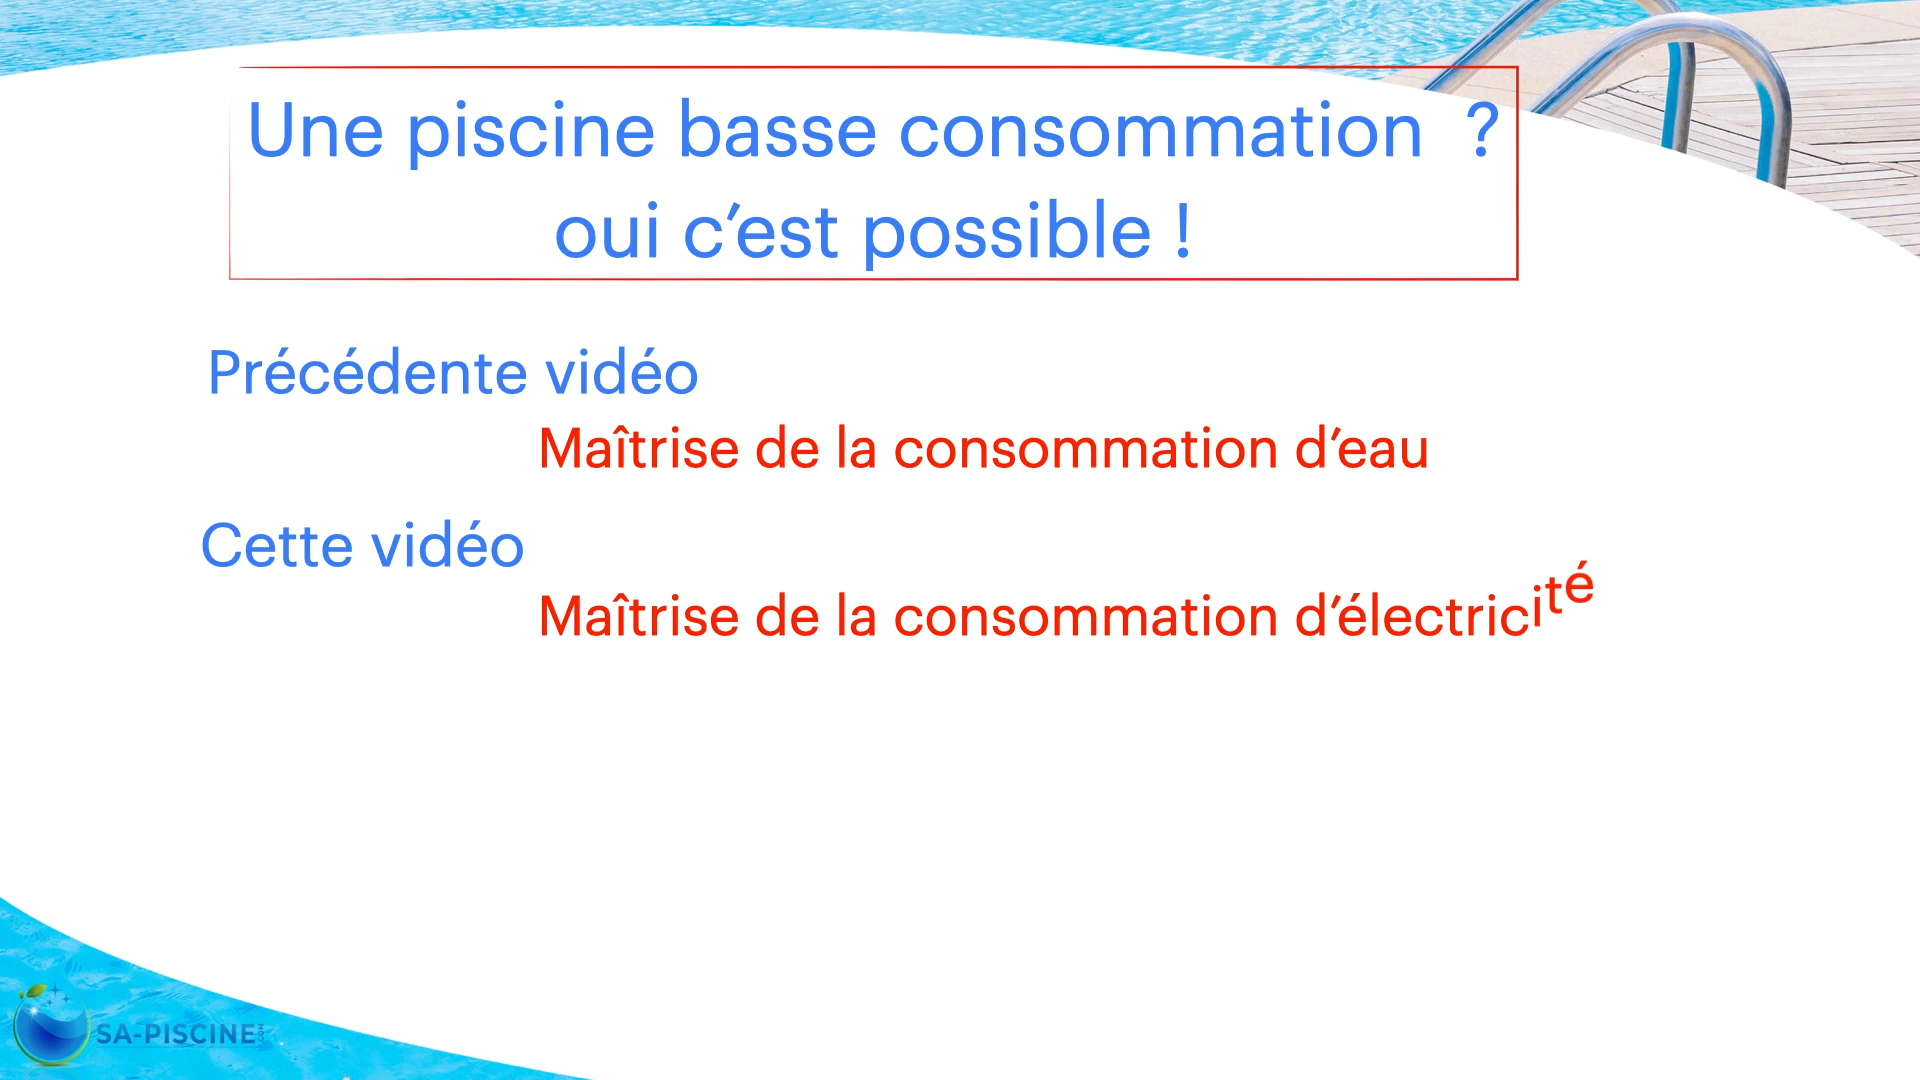 Une piscine basse consommation ?
oui c’est possible !
Précédente vidéo
Maîtrise de la consommation d’eau
Cette vidéo
Maîtrise de la consommation d’électricité
SA-PISCINE.COM